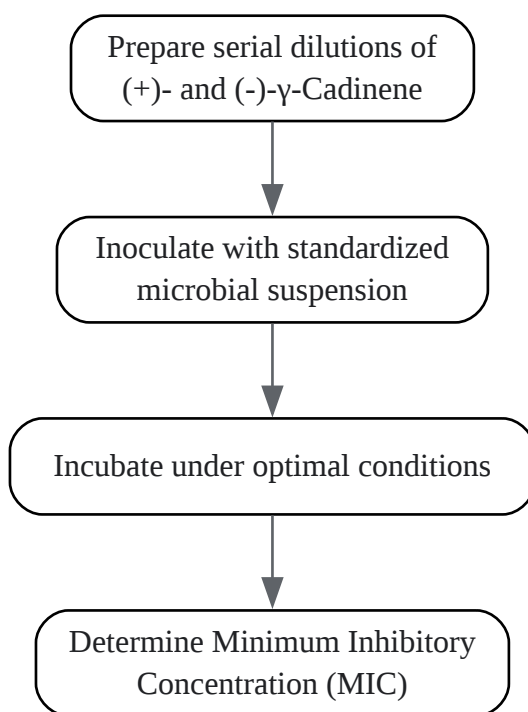 Prepare serial dilutions of
(+)- and (-)-γ-Cadinene
Inoculate with standardized
microbial suspension
Incubate under optimal conditions
Determine Minimum Inhibitory
Concentration (MIC)